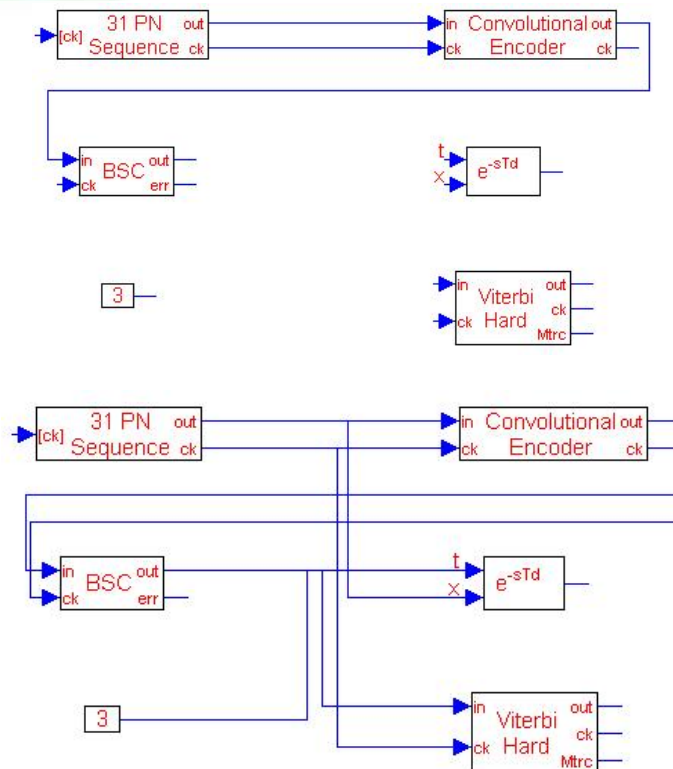 31 PN out in Convolutional out
[ck] Sequence ck ck Encoder ck
in BSC out t e-sTd
ck err x
3 in Viterbi out
ck Hard ck
Mtrc
31 PN out in Convolutional out
[ck] Sequence ck ck Encoder ck
in BSC out t e-sTd
ck err x
3 in Viterbi out
ck Hard ck
Mtrc